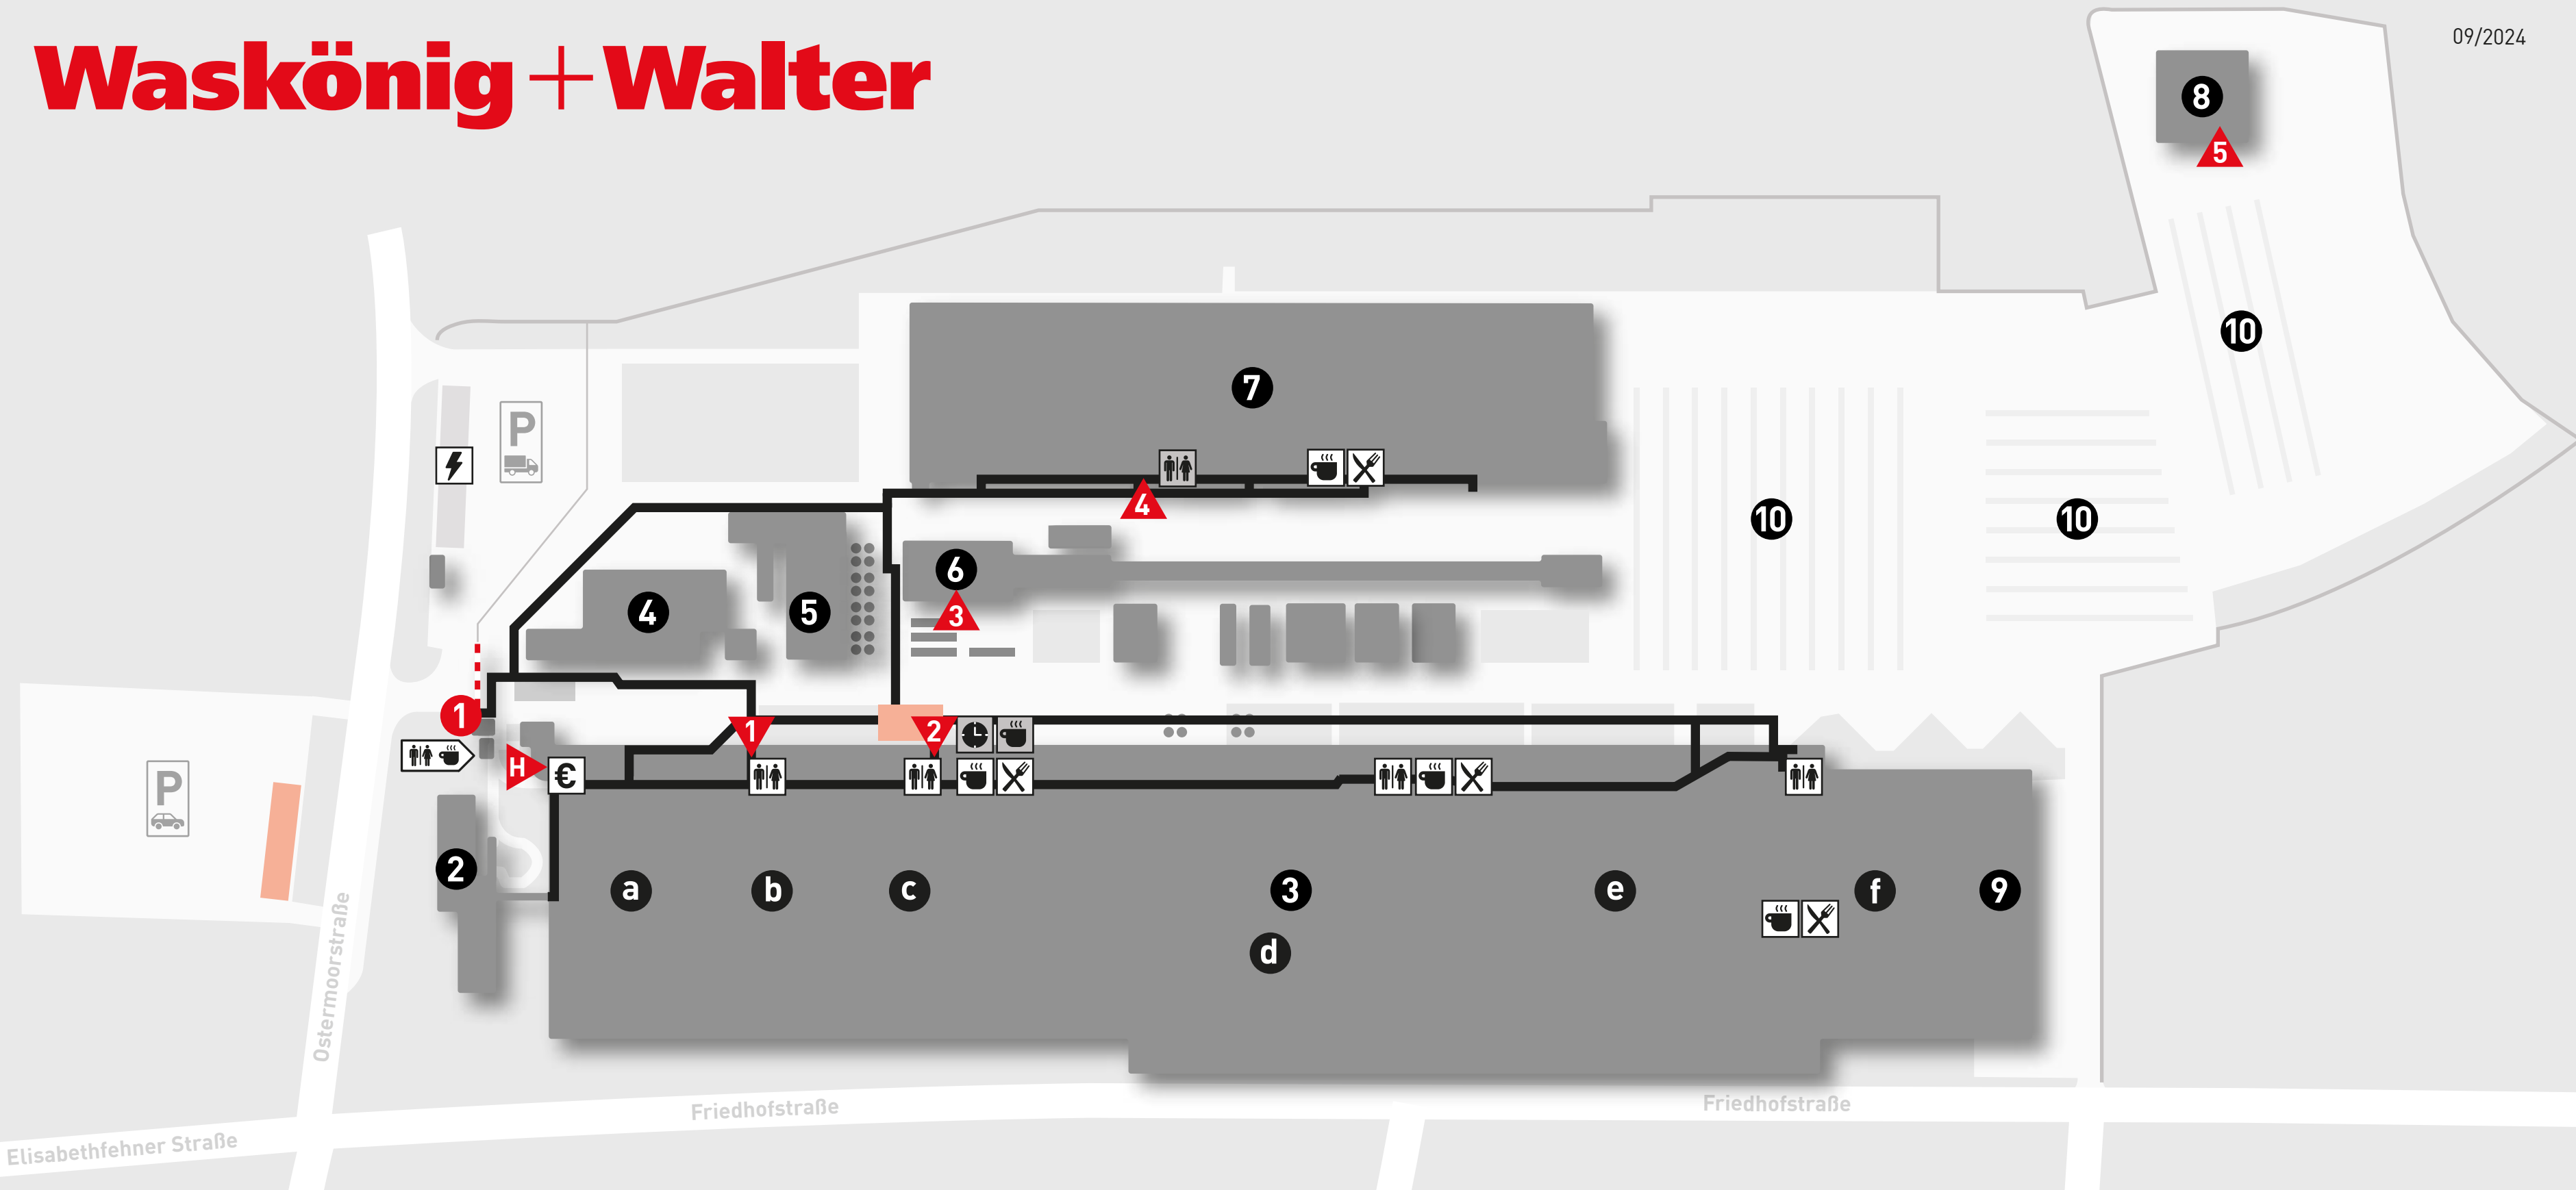 Waskönig+Walter
09/2024
8
5
10
7
P
4
10
10
6
4
5
3
1
1
2
H
€
P
2
a
b
c
3
e
f
9
d
Ostermoorstraße
Friedhofstraße
Friedhofstraße
Elisabethfehner Straße